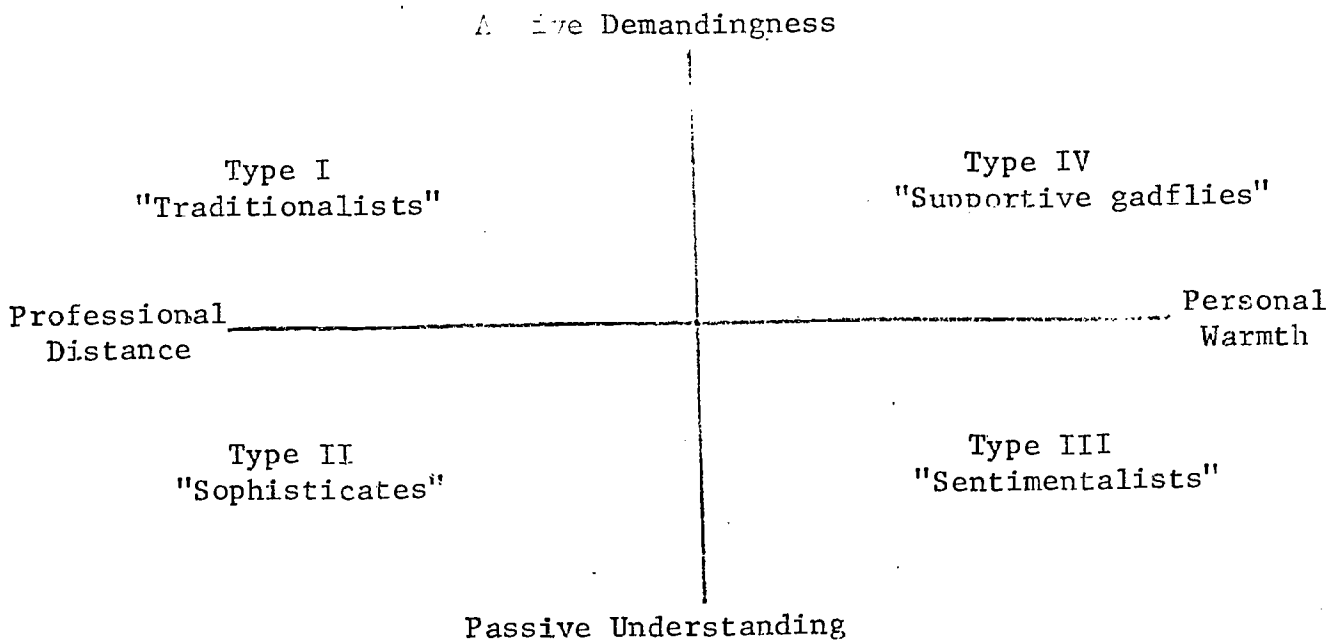 Demandingness
Type I
"Traditionalists"
Type IV
"Supportive gadflies"
Professional
Distance
Personal
Warmth
Type II
"Sophisticates"
Type III
"Sentimentalists"
Passive Understanding